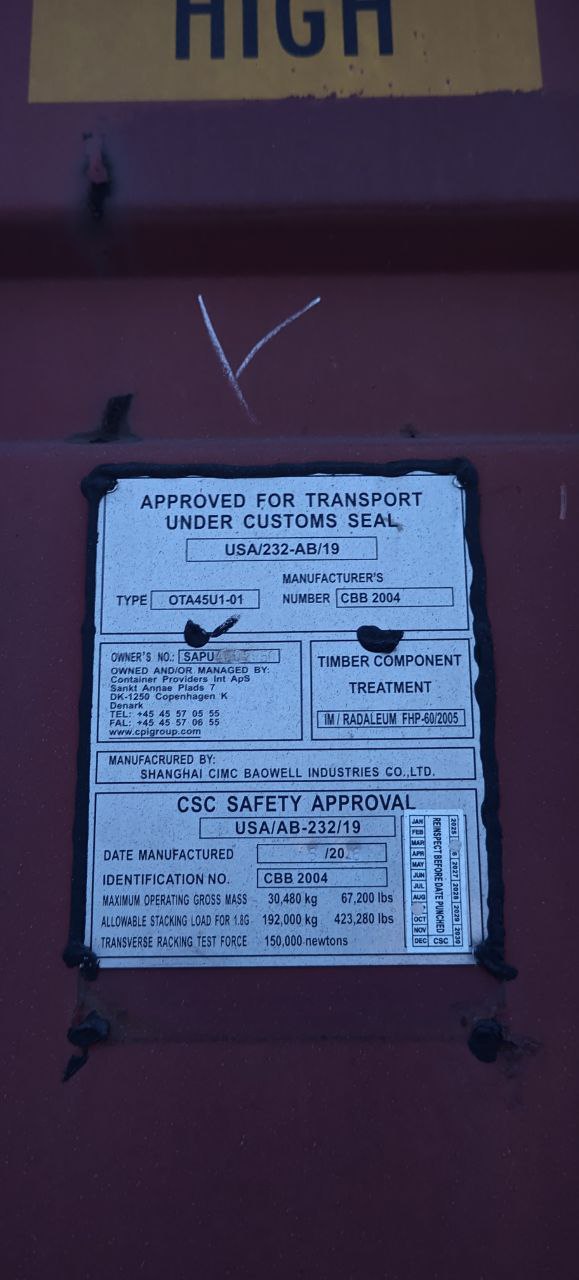 HIGH
APPROVED FOR TRANSPORT
UNDER CUSTOMS SEAL
USA/232-AB/19
MANUFACTURER'S
TYPE OTA45U1-01 NUMBER CBB 2004
OWNER'S NO.: SAPU
OWNED AND/OR MANAGED BY:
Container Providers Int ApS
Sankt Annae Plads 7
DK-1250 Copenhagen K
Denark
TEL: +45 45 57 05 55
FAL: +45 45 57 06 55
www.cpigroup.com
TIMBER COMPONENT
TREATMENT
IM / RADALEUM FHP-60/2005
MANUFACRURED BY:
SHANGHAI CIMC BAOWELL INDUSTRIES CO.,LTD.
CSC SAFETY APPROVAL
USA/AB-232/19
DATE MANUFACTURED /20
IDENTIFICATION NO. CBB 2004
MAXIMUM OPERATING GROSS MASS 30,480 kg 67,200 lbs
ALLOWABLE STACKING LOAD FOR 1.8G 192,000 kg 423,280 lbs
TRANSVERSE RACKING TEST FORCE 150,000 newtons
JAN
FEB
MAR
APR
MAY
JUN
JUL
AUG
OCT
NOV
DEC
REINSPECT BEFORE DATE PUNCHED
CSC
2025 6 2027 2028 2029 2030